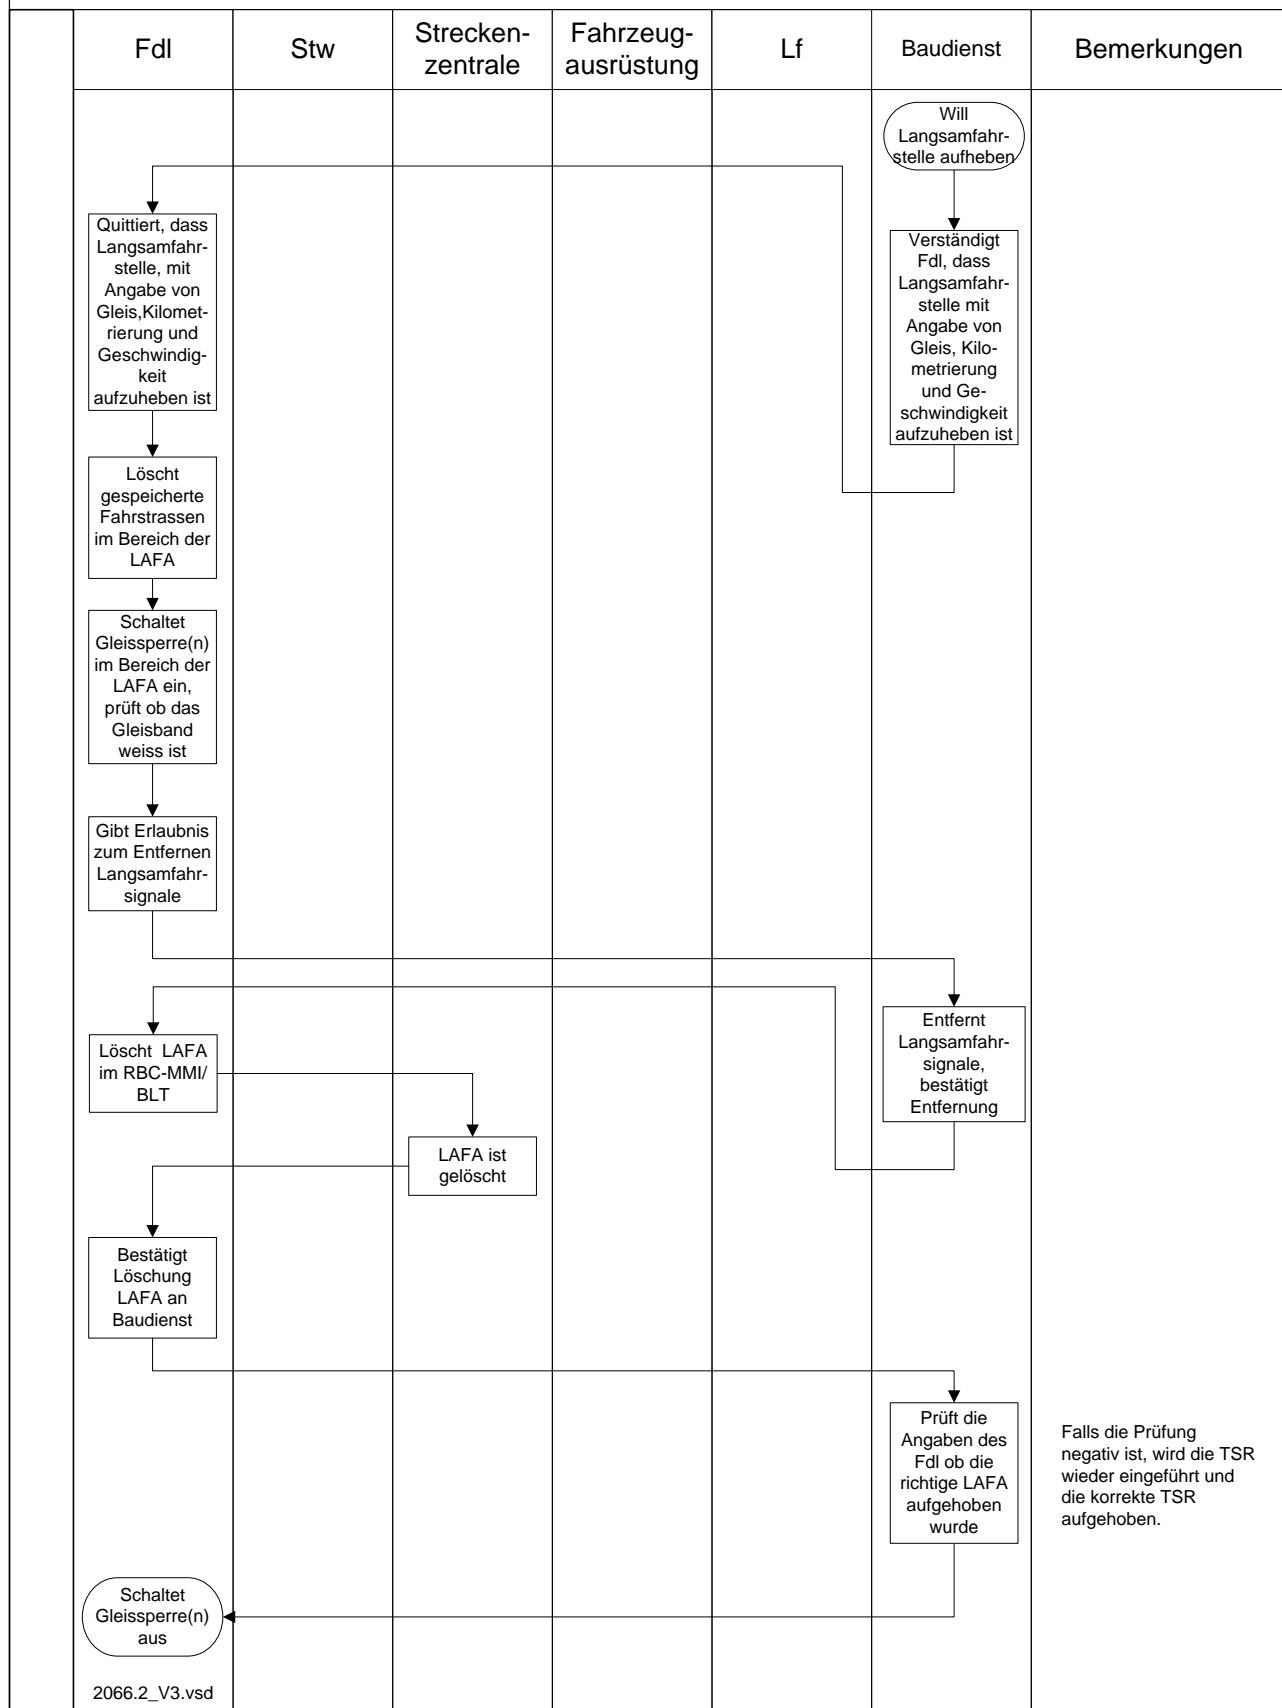 Fdl
Stw
Strecken-
zentrale
Fahrzeug-
ausrüstung
Lf
Baudienst
Bemerkungen
Will
Langsamfahr-
stelle aufheben
Verständigt
Fdl, dass
Langsamfahr-
stelle mit
Angabe von
Gleis, Kilo-
metrierung
und Ge-
schwindigkeit
aufzuheben ist
Quittiert, dass
Langsamfahr-
stelle, mit
Angabe von
Gleis,Kilomet-
rierung und
Geschwindig-
keit
aufzuheben ist
Löscht
gespeicherte
Fahrstrassen
im Bereich der
LAFA
Schaltet
Gleissperre(n)
im Bereich der
LAFA ein,
prüft ob das
Gleisband
weiss ist
Gibt Erlaubnis
zum Entfernen
Langsamfahr-
signale
Entfernt
Langsamfahr-
signale,
bestätigt
Entfernung
Löscht LAFA
im RBC-MMI/
BLT
LAFA ist
gelöscht
Bestätigt
Löschung
LAFA an
Baudienst
Prüft die
Angaben des
Fdl ob die
richtige LAFA
aufgehoben
wurde
Falls die Prüfung
negativ ist, wird die TSR
wieder eingeführt und
die korrekte TSR
aufgehoben.
Schaltet
Gleissperre(n)
aus
2066.2_V3.vsd